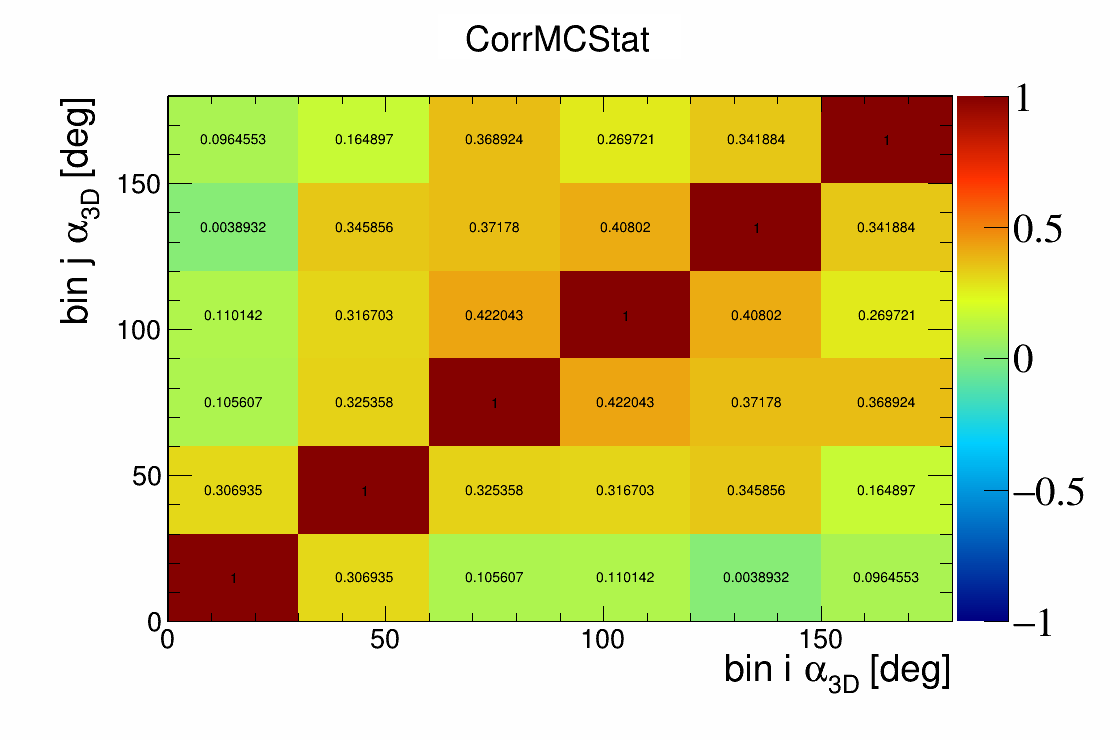 CorrMCStat
bin j α3D [deg]
150
100
50
0
0.0964553 0.164897 0.368924 0.269721 0.341884 1
0.0038932 0.345856 0.37178 0.40802 1 0.341884
0.110142 0.316703 0.422043 1 0.40802 0.269721
0.105607 0.325358 1 0.422043 0.37178 0.368924
0.306935 1 0.325358 0.316703 0.345856 0.164897
1 0.306935 0.105607 0.110142 0.0038932 0.0964553
0 50 100 150
bin i α3D [deg]
1
0.5
0
−0.5
−1